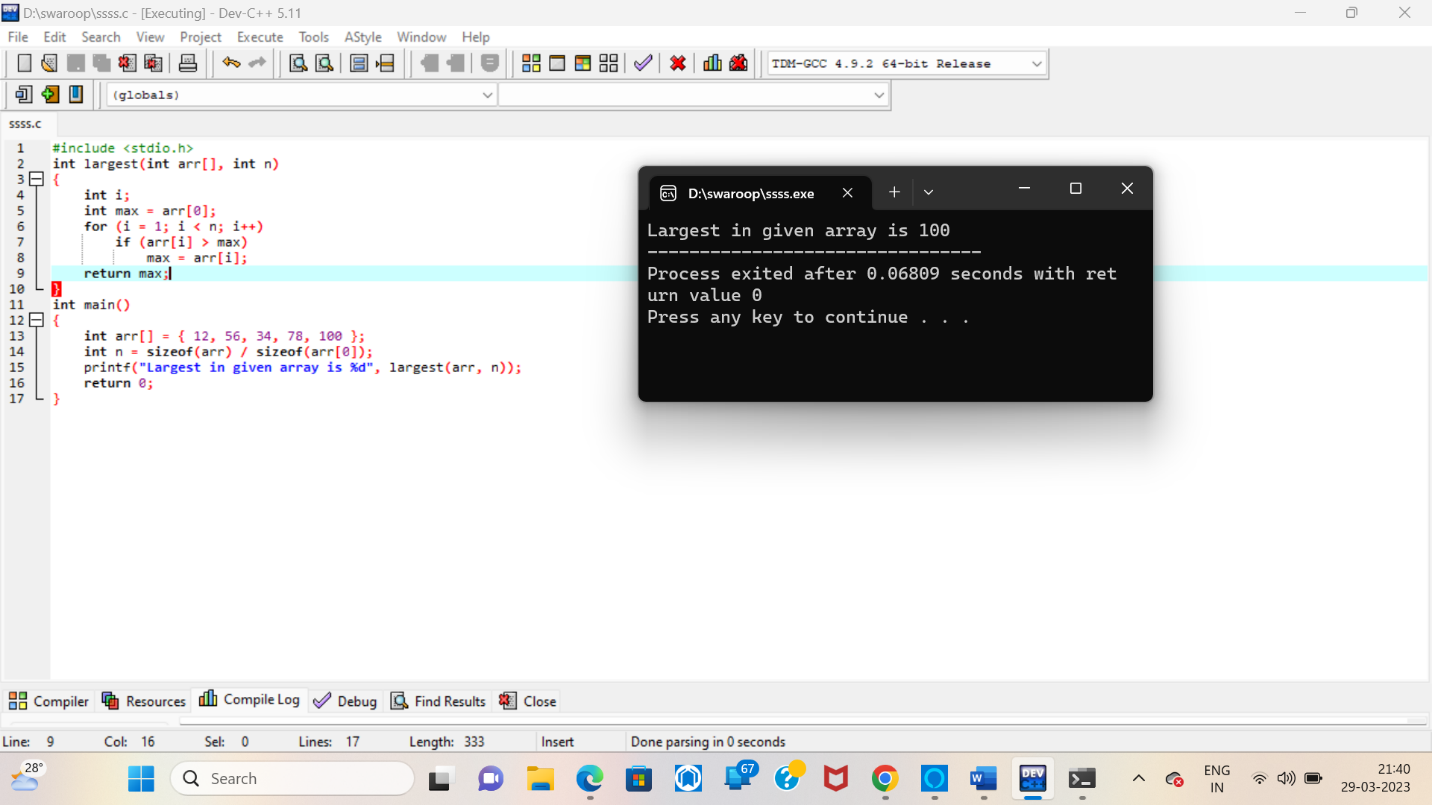 D:\swaroop\ssss.c - [Executing] - Dev-C++ 5.11
File Edit Search View Project Execute Tools AStyle Window Help
TDM-GCC 4.9.2 64-bit Release
(globals)
ssss.c
1 #include <stdio.h>
2 int largest(int arr[], int n)
3 {
4 int i;
5 int max = arr[0];
6 for (i = 1; i < n; i++)
7 if (arr[i] > max)
8 max = arr[i];
9 return max;
10 }
11 int main()
12 {
13 int arr[] = { 12, 56, 34, 78, 100 };
14 int n = sizeof(arr) / sizeof(arr[0]);
15 printf("Largest in given array is %d", largest(arr, n));
16 return 0;
17 }
D:\swaroop\ssss.exe
Largest in given array is 100
--------------------------------
Process exited after 0.06809 seconds with ret
urn value 0
Press any key to continue . . .
Compiler Resources Compile Log Debug Find Results Close
Line: 9 Col: 16 Sel: 0 Lines: 17 Length: 333 Insert Done parsing in 0 seconds
28°
Search
67
DEV
ENG
IN
21:40
29-03-2023